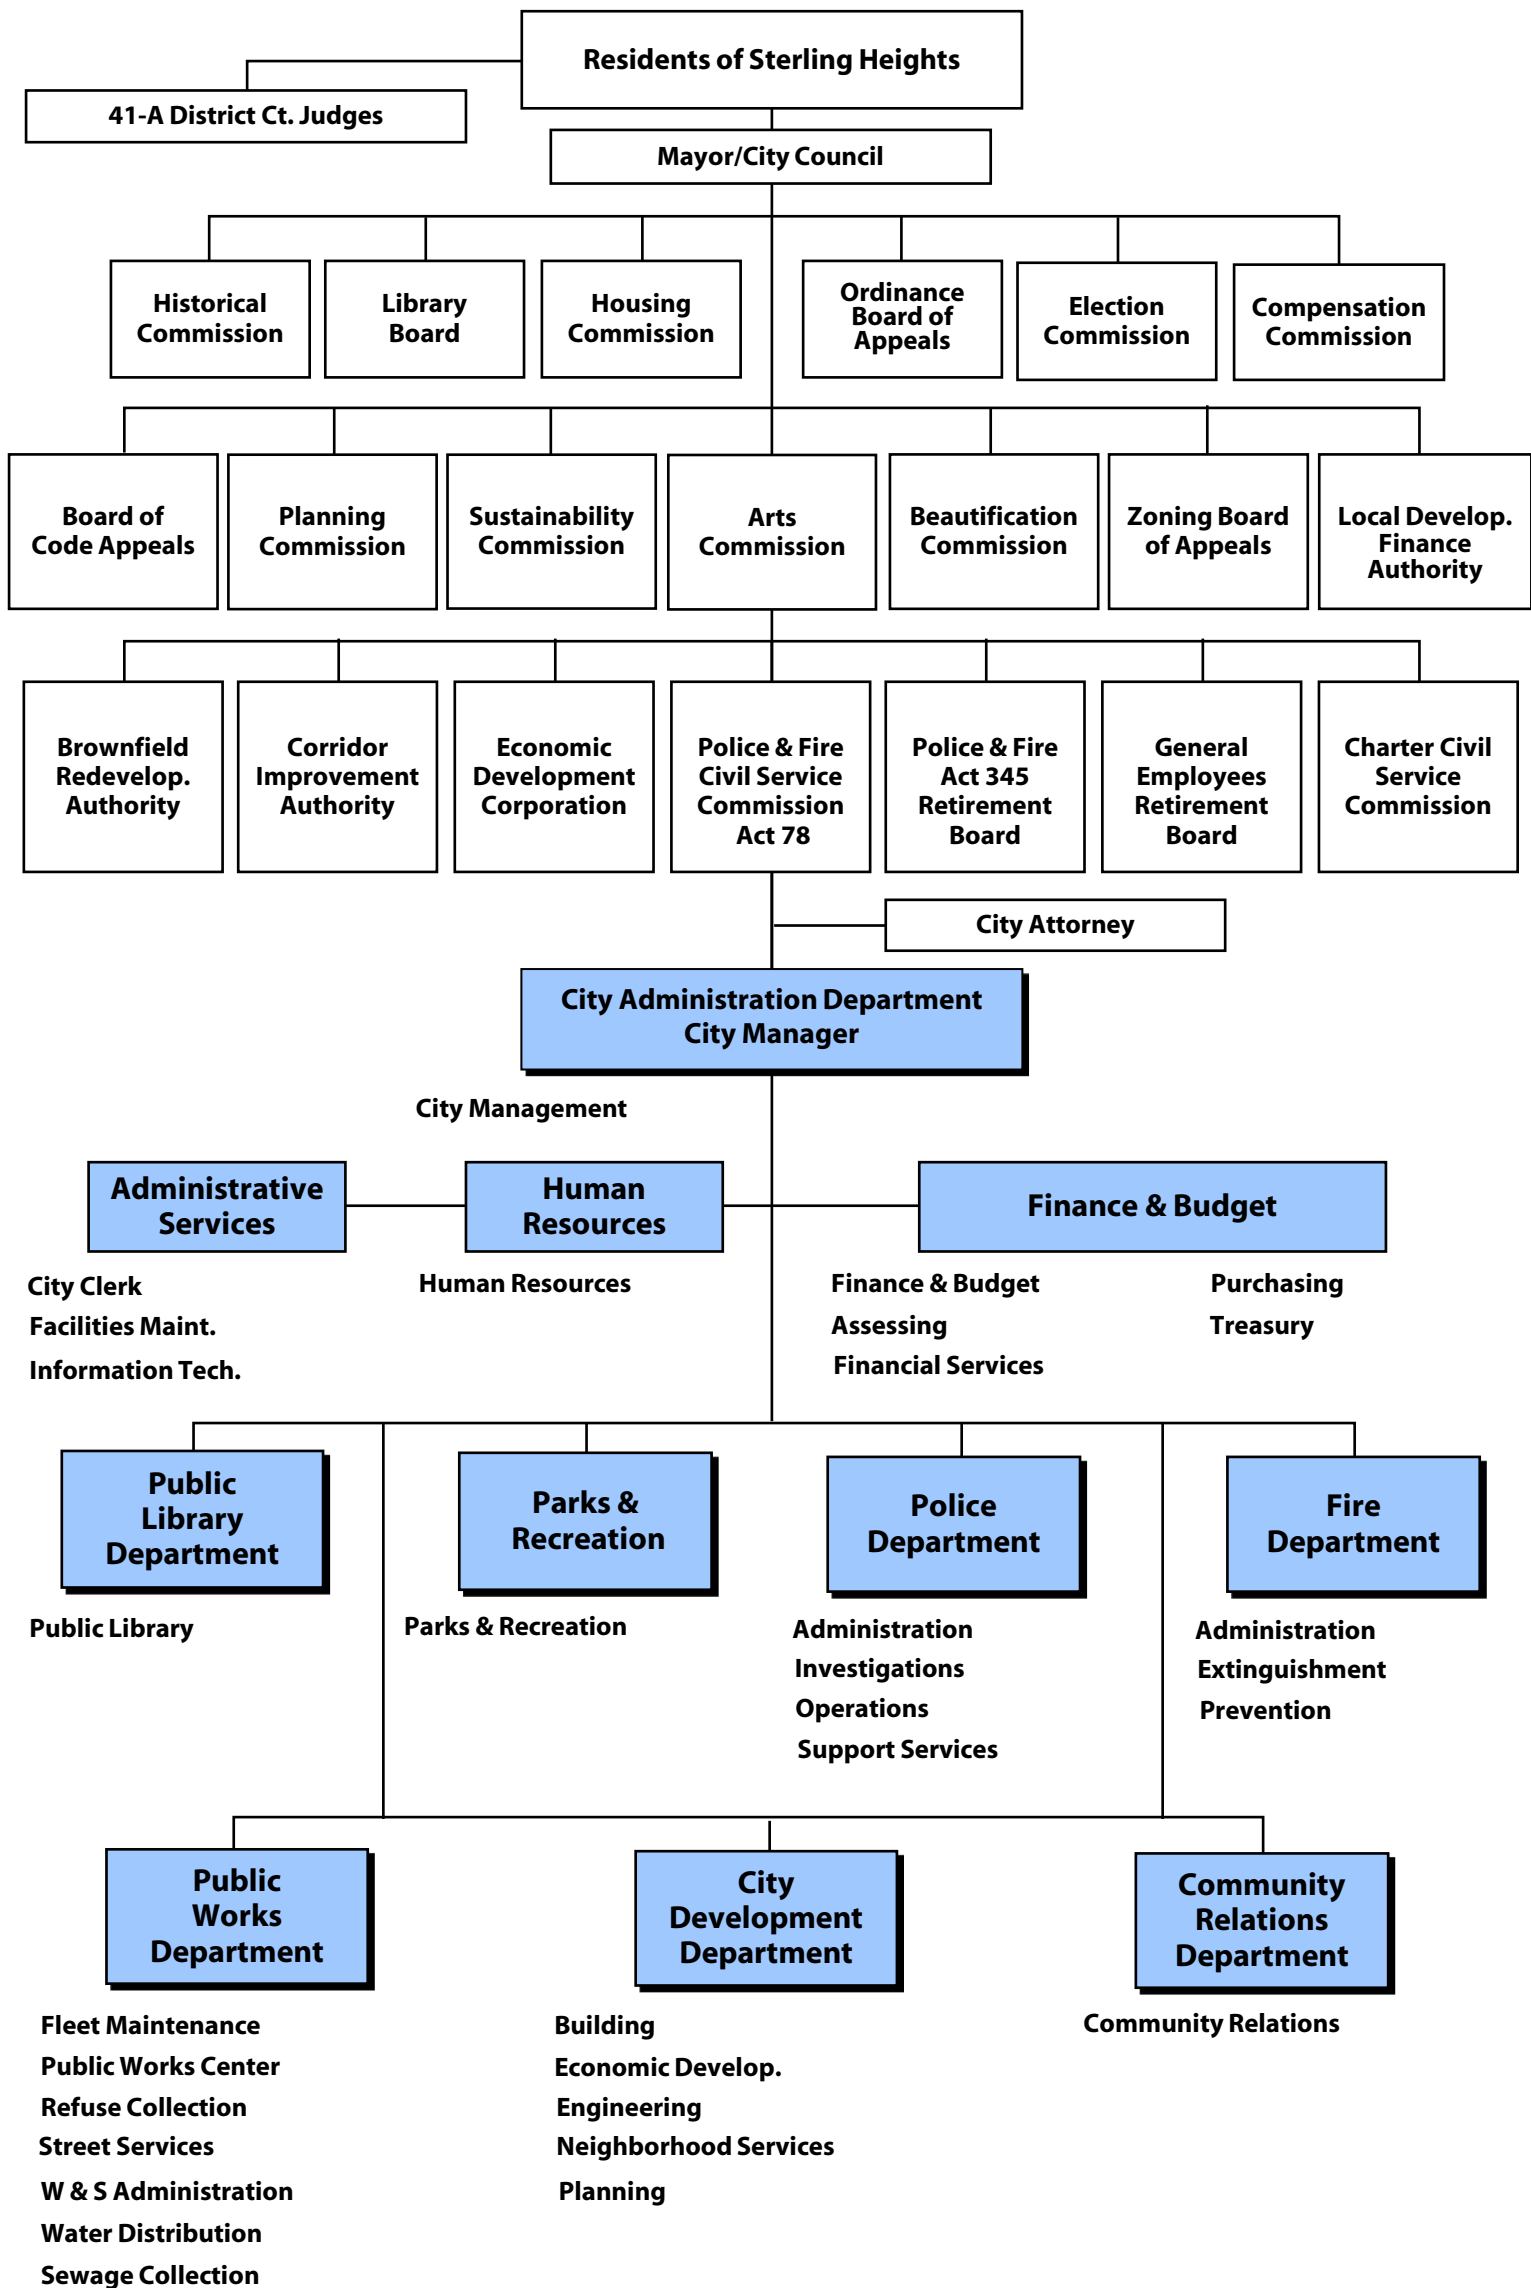 Residents of Sterling Heights
41-A District Ct. Judges
Mayor/City Council
Historical
Commission
Library
Board
Housing
Commission
Ordinance
Board of
Appeals
Election
Commission
Compensation
Commission
Board of
Code Appeals
Planning
Commission
Sustainability
Commission
Arts
Commission
Beautification
Commission
Zoning Board
of Appeals
Local Develop.
Finance
Authority
Brownfield
Redevelop.
Authority
Corridor
Improvement
Authority
Economic
Development
Corporation
Police & Fire
Civil Service
Commission
Act 78
Police & Fire
Act 345
Retirement
Board
General
Employees
Retirement
Board
Charter Civil
Service
Commission
City Attorney
City Administration Department
City Manager
City Management
Administrative
Services
City Clerk
Facilities Maint.
Information Tech.
Human
Resources
Human Resources
Finance & Budget
Finance & Budget
Assessing
Financial Services
Purchasing
Treasury
Public
Library
Department
Public Library
Parks &
Recreation
Parks & Recreation
Police
Department
Administration
Investigations
Operations
Support Services
Fire
Department
Administration
Extinguishment
Prevention
Public
Works
Department
Fleet Maintenance
Public Works Center
Refuse Collection
Street Services
W & S Administration
Water Distribution
Sewage Collection
City
Development
Department
Building
Economic Develop.
Engineering
Neighborhood Services
Planning
Community
Relations
Department
Community Relations